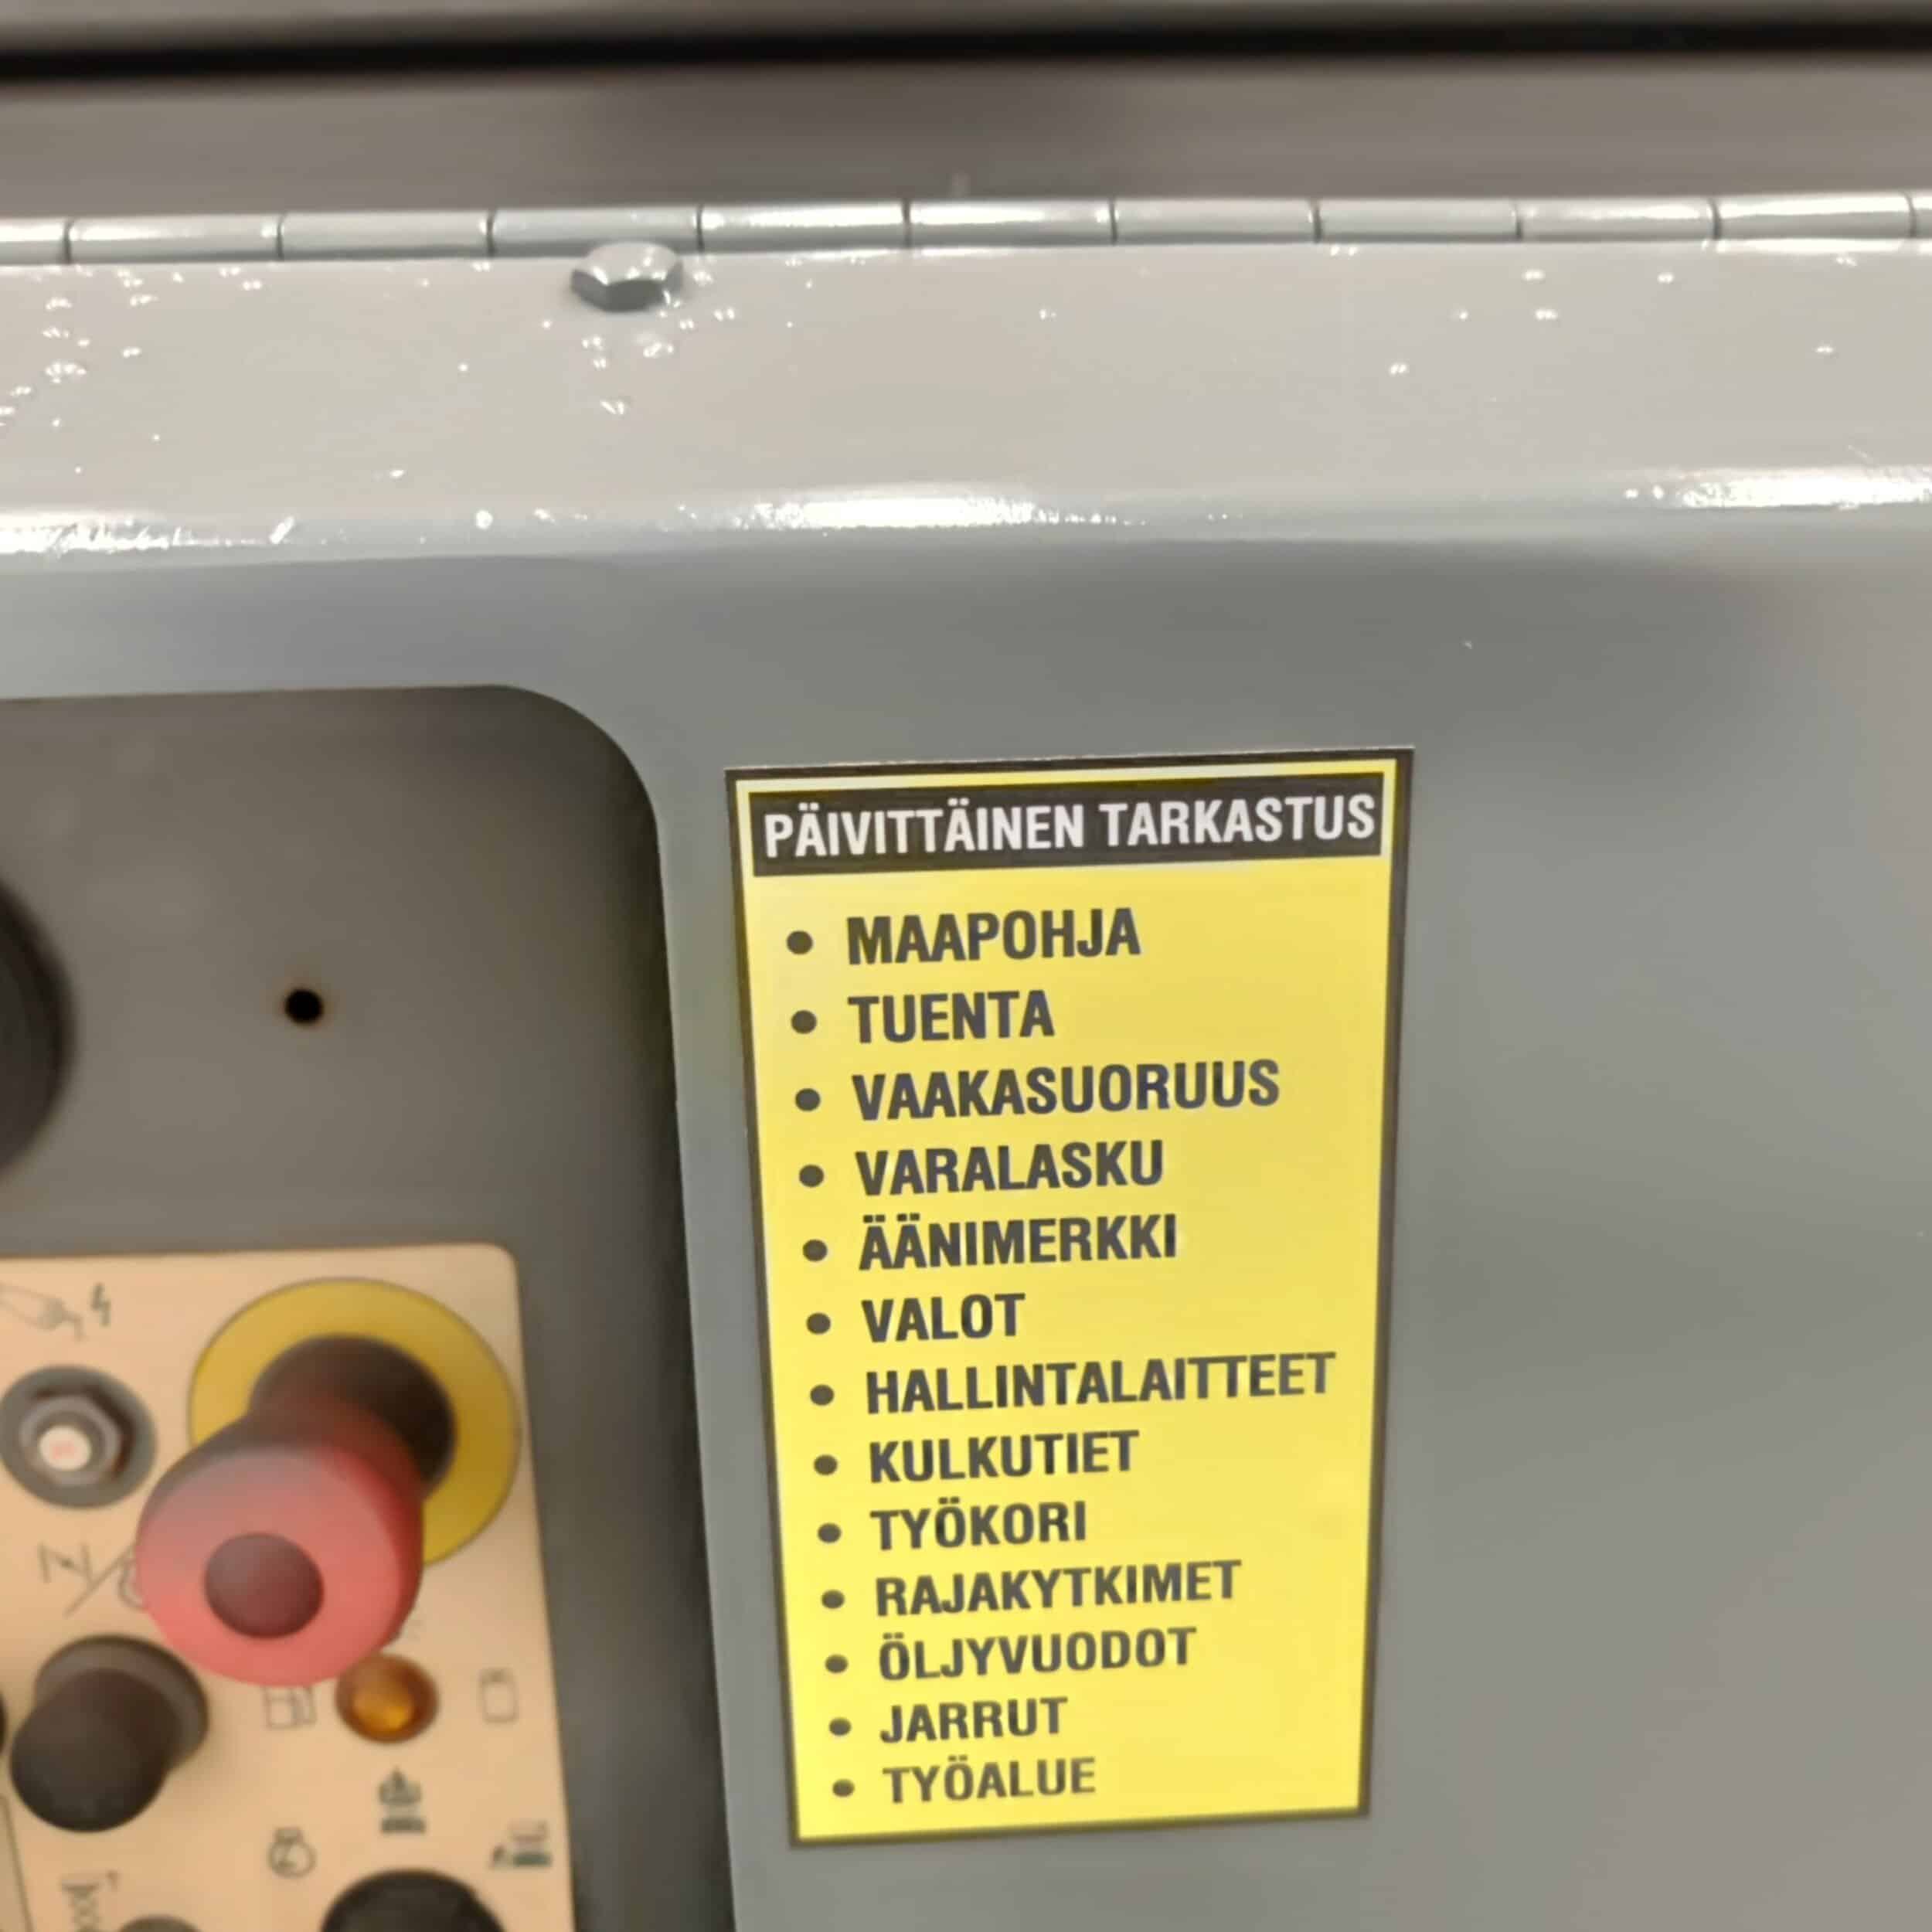 PÄIVITTÄINEN TARKASTUS
• MAAPOHJA
• TUENTA
• VAAKASUORUUS
• VARALASKU
• ÄÄNIMERKKI
• VALOT
• HALLINTALAITTEET
• KULKUTIET
• TYÖKORI
• RAJAKYTKIMET
• ÖLJYVUODOT
• JARRUT
• TYÖALUE